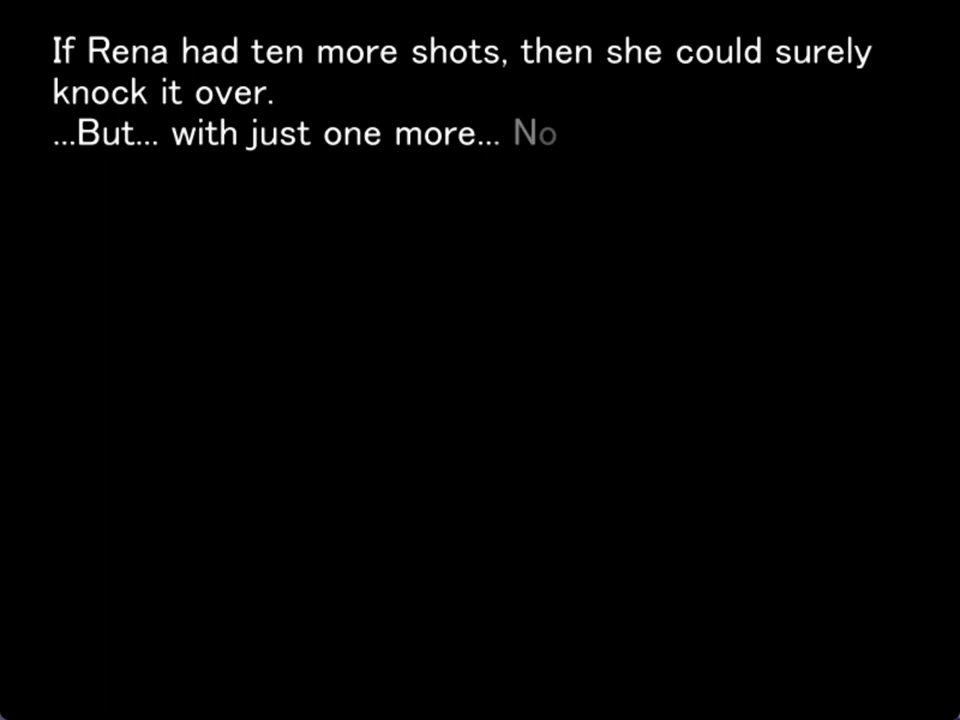 If Rena had ten more shots, then she could surely
knock it over.
...But... with just one more... No